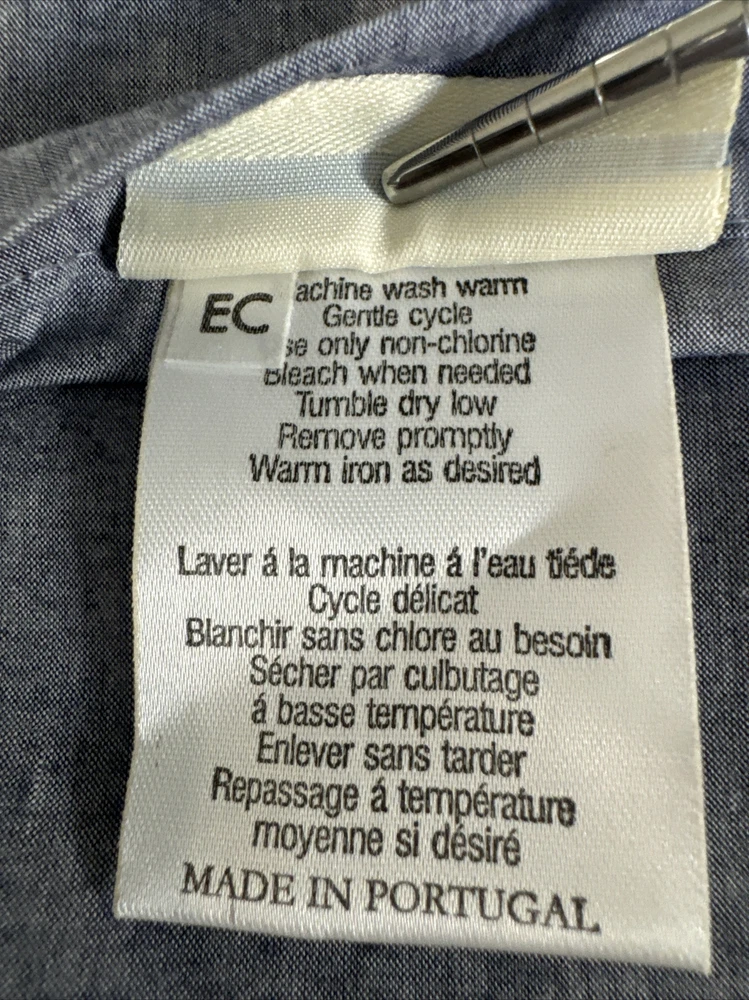 EC
achine wash warm
Gentle cycle
se only non-chlorine
Bleach when needed
Tumble dry low
Remove promptly
Warm iron as desired
Laver á la machine á l'eau tiéde
Cycle délicat
Blanchir sans chlore au besoin
Sécher par culbutage
á basse température
Enlever sans tarder
Repassage á température
moyenne si désiré
MADE IN PORTUGAL